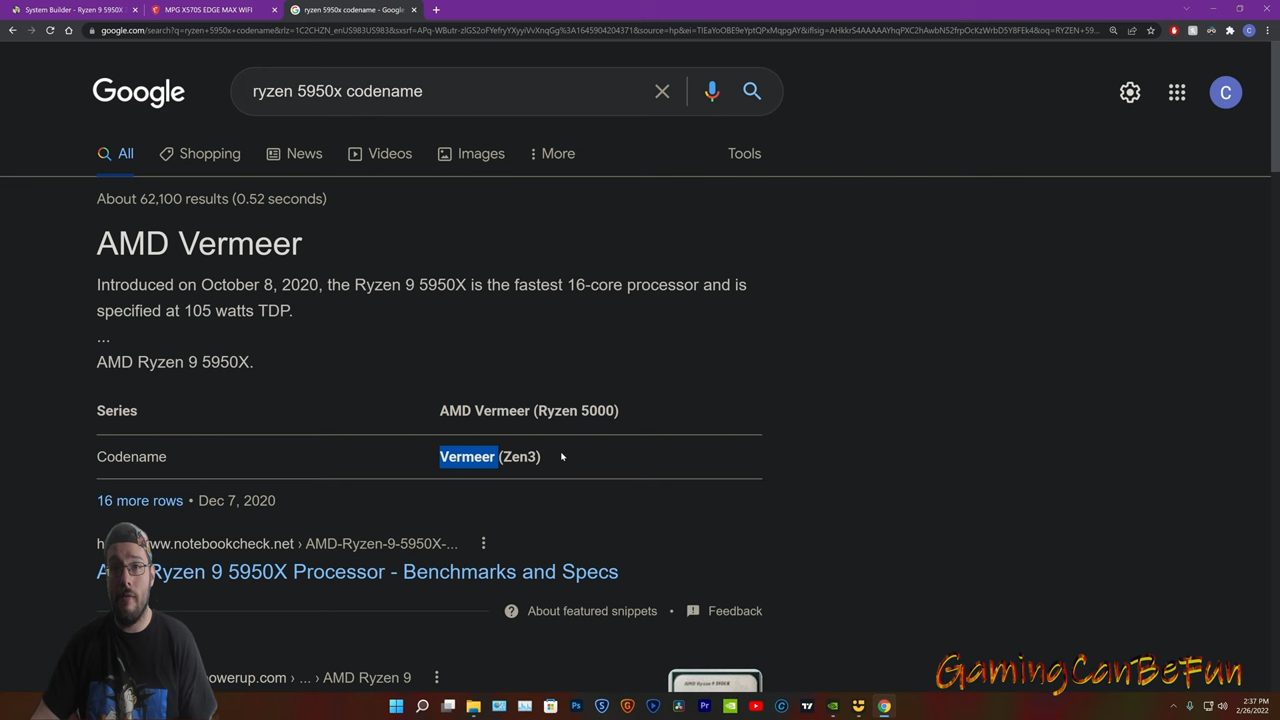 System Builder - Ryzen 9 5950X
MPG X570S EDGE MAX WIFI
ryzen 5950x codename - Google
Google
ryzen 5950x codename
C
All
Shopping
News
Videos
Images
More
Tools
About 62,100 results (0.52 seconds)
AMD Vermeer
Introduced on October 8, 2020, the Ryzen 9 5950X is the fastest 16-core processor and is
specified at 105 watts TDP.
...
AMD Ryzen 9 5950X.
Series AMD Vermeer (Ryzen 5000)
Codename Vermeer (Zen3)
16 more rows • Dec 7, 2020
www.notebookcheck.net › AMD-Ryzen-9-5950X-...
Ryzen 9 5950X Processor - Benchmarks and Specs
About featured snippets • Feedback
powerup.com › ... › AMD Ryzen 9
GamingCanBeFun
2:37 PM
2/26/2022